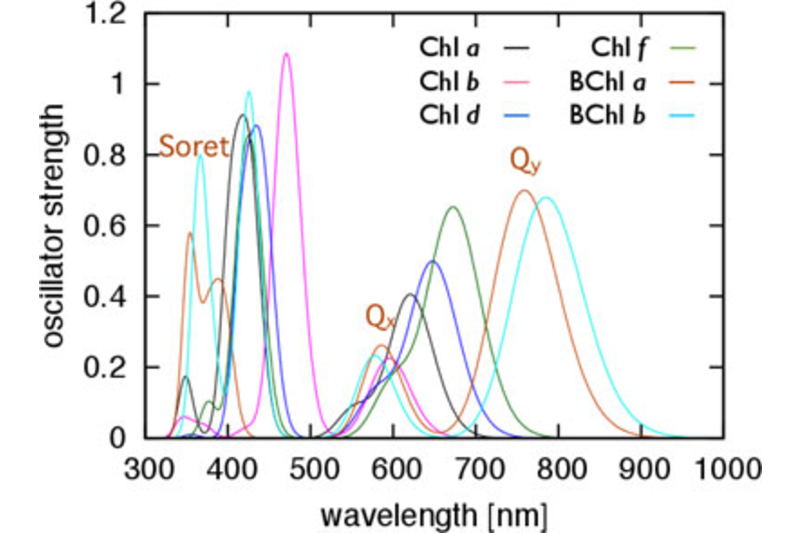 1.2
1
0.8
0.6
0.4
0.2
0
oscillator strength
Chl a
Chl b
Chl d
Chl f
BChl a
BChl b
Soret
Qx
Qy
300 400 500 600 700 800 900 1000
wavelength [nm]